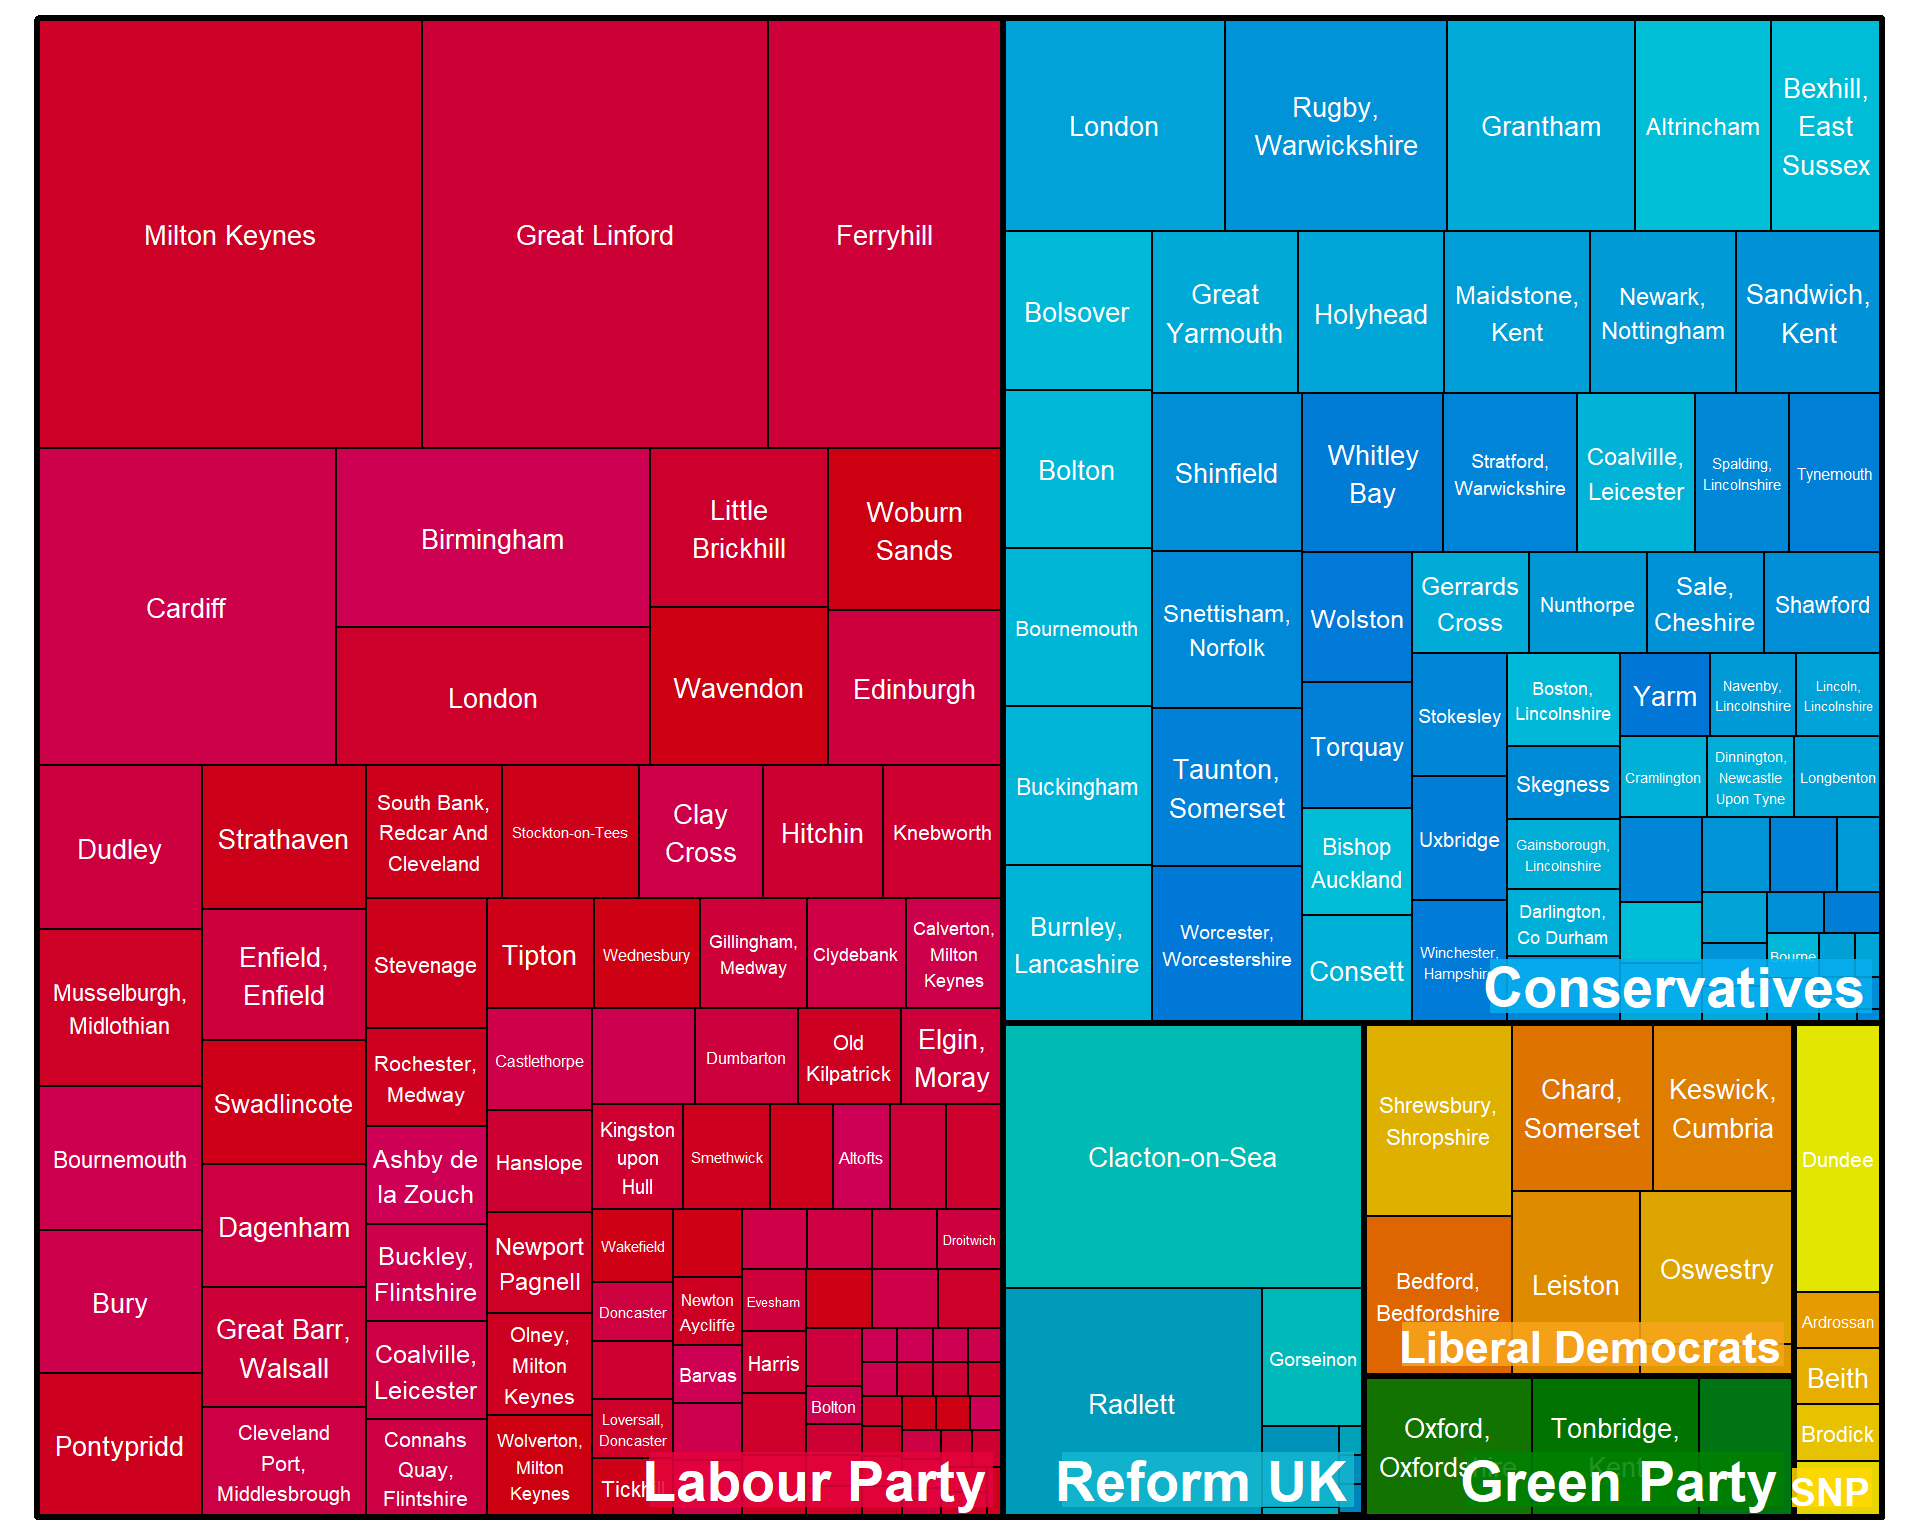 Milton Keynes
Great Linford
Ferryhill
Cardiff
Birmingham
London
Little
Brickhill
Woburn
Sands
Wavendon
Edinburgh
Dudley
Strathaven
South Bank,
Redcar And
Cleveland
Stockton-on-Tees
Clay
Cross
Hitchin
Knebworth
Musselburgh,
Midlothian
Enfield,
Enfield
Stevenage
Tipton
Wednesbury
Gillingham,
Medway
Clydebank
Calverton,
Milton
Keynes
Bournemouth
Swadlincote
Rochester,
Medway
Castlethorpe
Dumbarton
Old
Kilpatrick
Elgin,
Moray
Bury
Dagenham
Ashby de
la Zouch
Hanslope
Kingston
upon
Hull
Smethwick
Altofts
Pontypridd
Great Barr,
Walsall
Buckley,
Flintshire
Newport
Pagnell
Wakefield
Droitwich
Doncaster
Newton
Aycliffe
Evesham
Cleveland
Port,
Middlesbrough
Coalville,
Leicester
Olney,
Milton
Keynes
Barvas
Harris
Bolton
Connahs
Quay,
Flintshire
Wolverton,
Milton
Keynes
Loversall,
Doncaster
Tickhill
Labour Party
London
Rugby,
Warwickshire
Grantham
Altrincham
Bexhill,
East
Sussex
Bolsover
Great
Yarmouth
Holyhead
Maidstone,
Kent
Newark,
Nottingham
Sandwich,
Kent
Bolton
Shinfield
Whitley
Bay
Stratford,
Warwickshire
Coalville,
Leicester
Spalding,
Lincolnshire
Tynemouth
Bournemouth
Snettisham,
Norfolk
Wolston
Gerrards
Cross
Nunthorpe
Sale,
Cheshire
Shawford
Buckingham
Taunton,
Somerset
Torquay
Stokesley
Boston,
Lincolnshire
Yarm
Navenby,
Lincolnshire
Lincoln,
Lincolnshire
Skegness
Cramlington
Dinnington,
Newcastle
Upon Tyne
Longbenton
Burnley,
Lancashire
Worcester,
Worcestershire
Bishop
Auckland
Uxbridge
Gainsborough,
Lincolnshire
Consett
Winchester,
Hampshire
Darlington,
Co Durham
Bourne
Conservatives
Clacton-on-Sea
Radlett
Gorseinon
Reform UK
Shrewsbury,
Shropshire
Chard,
Somerset
Keswick,
Cumbria
Bedford,
Bedfordshire
Leiston
Oswestry
Liberal Democrats
Oxford,
Oxfordshire
Tonbridge,
Kent
Green Party
Dundee
Ardrossan
Beith
Brodick
SNP